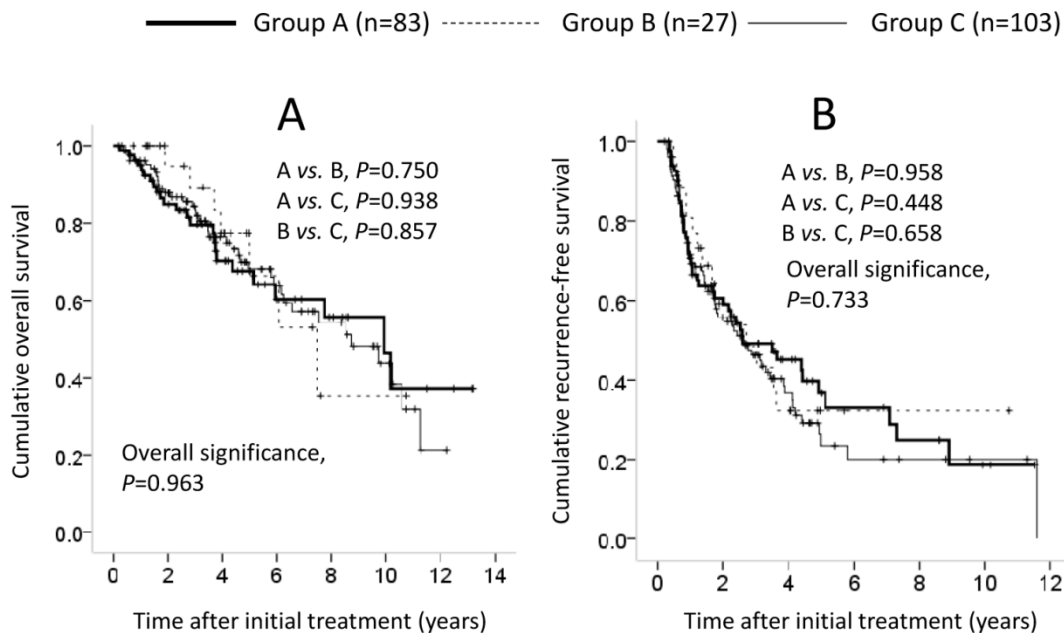 Group A (n=83) Group B (n=27) Group C (n=103)
A
Cumulative overall survival
1.0
0.8
0.6
0.4
0.2
0.0
A vs. B, P=0.750
A vs. C, P=0.938
B vs. C, P=0.857
Overall significance,
P=0.963
0 2 4 6 8 10 12 14
Time after initial treatment (years)
B
Cumulative recurrence-free survival
1.0
0.8
0.6
0.4
0.2
0.0
A vs. B, P=0.958
A vs. C, P=0.448
B vs. C, P=0.658
Overall significance,
P=0.733
0 2 4 6 8 10 12
Time after initial treatment (years)